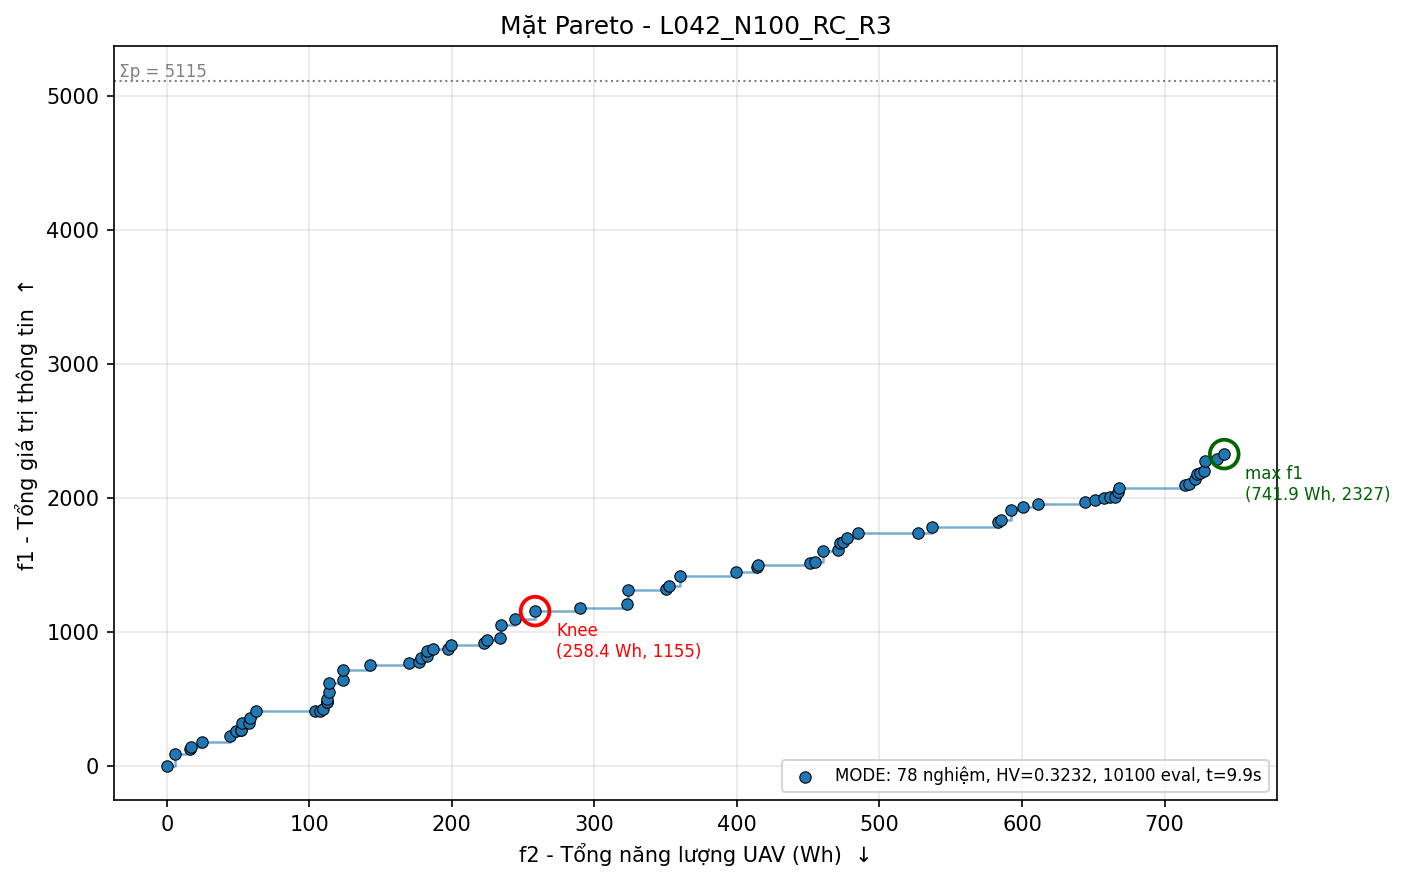 Mặt Pareto - L042_N100_RC_R3
Σp = 5115
5000
4000
3000
2000
1000
0
f1 - Tổng giá trị thông tin ↑
max f1
(741.9 Wh, 2327)
Knee
(258.4 Wh, 1155)
MODE: 78 nghiệm, HV=0.3232, 10100 eval, t=9.9s
0 100 200 300 400 500 600 700
f2 - Tổng năng lượng UAV (Wh) ↓